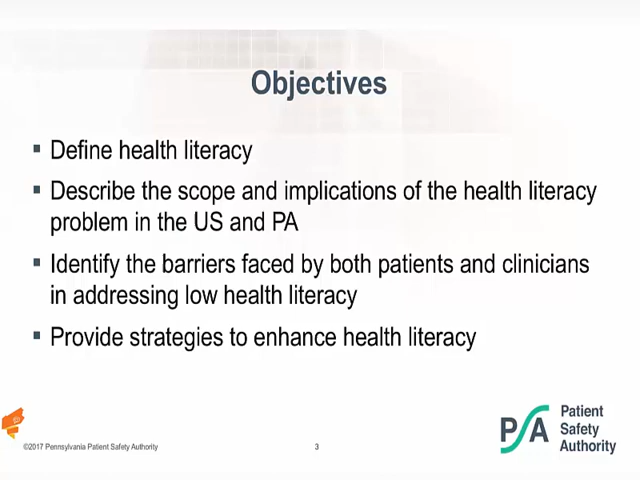 Objectives
▪ Define health literacy
▪ Describe the scope and implications of the health literacy
problem in the US and PA
▪ Identify the barriers faced by both patients and clinicians
in addressing low health literacy
▪ Provide strategies to enhance health literacy
©2017 Pennsylvania Patient Safety Authority
3
PSA
Patient
Safety
Authority